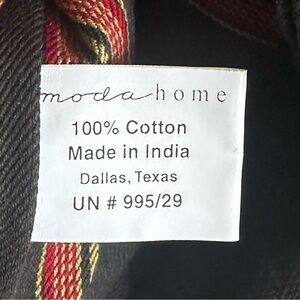 moda home
100% Cotton
Made in India
Dallas, Texas
UN # 995/29